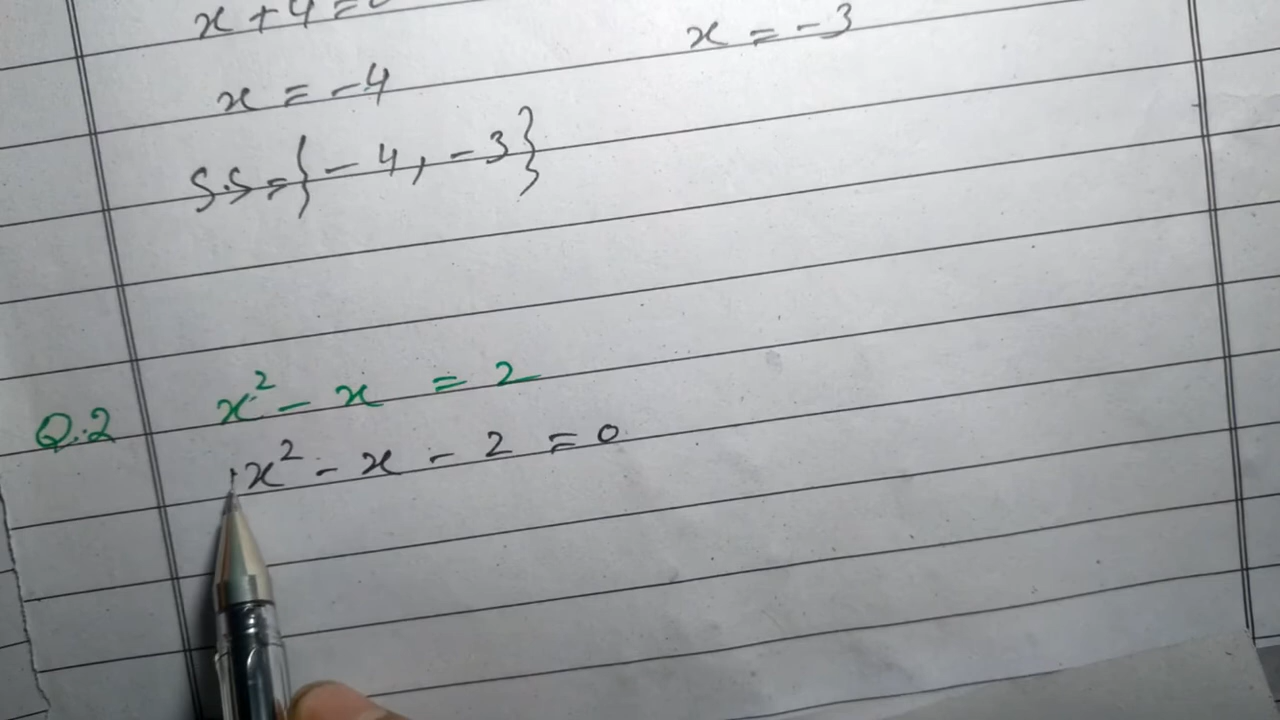 x + 4 = 0
x = -3
x = -4
S.S = {-4, -3}
Q.2 x² - x = 2
x² - x - 2 = 0